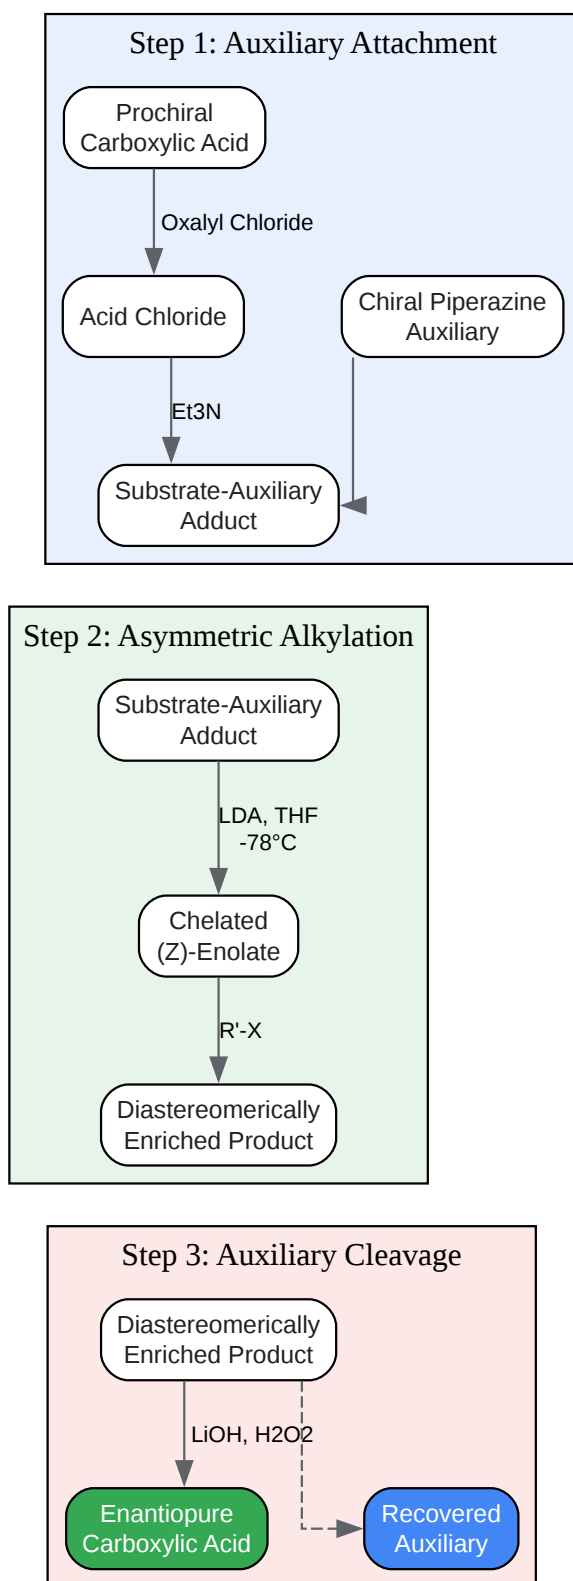 Step 1: Auxiliary Attachment
Prochiral
Carboxylic Acid
Oxalyl Chloride
Acid Chloride
Chiral Piperazine
Auxiliary
Et3N
Substrate-Auxiliary
Adduct
Step 2: Asymmetric Alkylation
Substrate-Auxiliary
Adduct
LDA, THF
-78°C
Chelated
(Z)-Enolate
R'-X
Diastereomerically
Enriched Product
Step 3: Auxiliary Cleavage
Diastereomerically
Enriched Product
LiOH, H2O2
Enantiopure
Carboxylic Acid
Recovered
Auxiliary